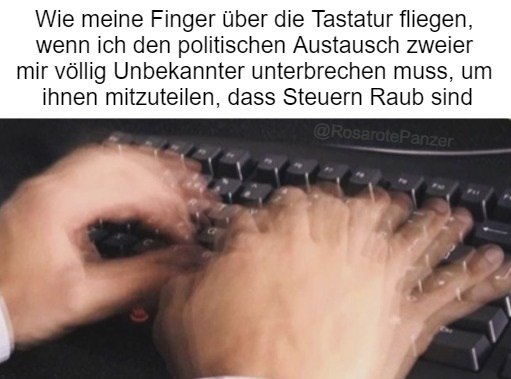 Wie meine Finger über die Tastatur fliegen,
wenn ich den politischen Austausch zweier
mir völlig Unbekannter unterbrechen muss, um
ihnen mitzuteilen, dass Steuern Raub sind
@RosarotePanzer